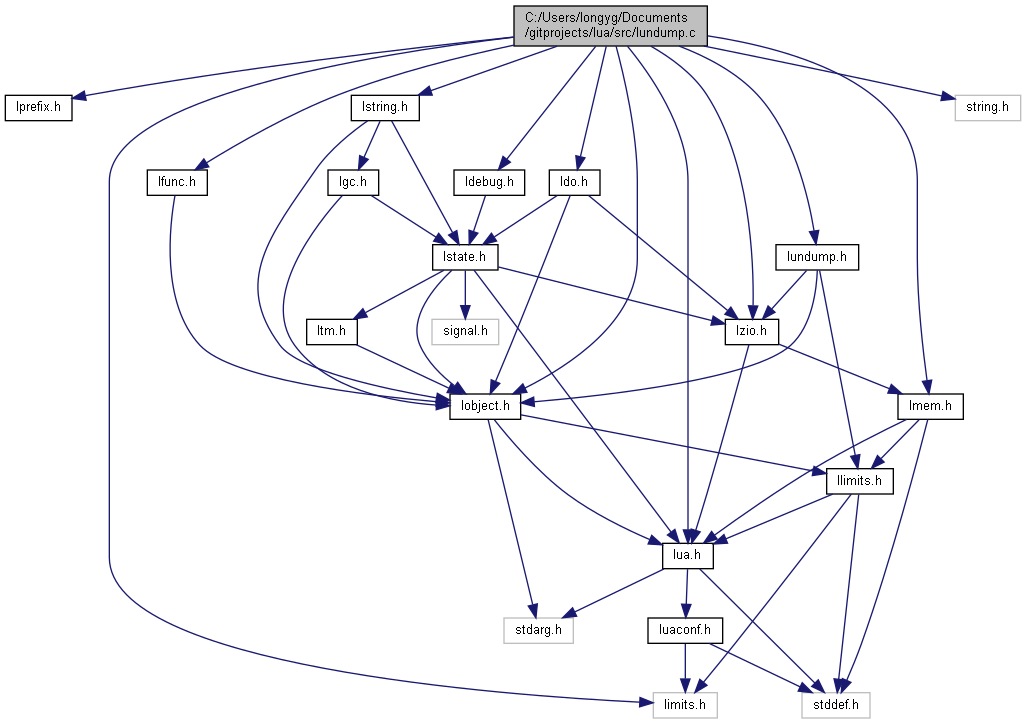 C:/Users/longyg/Documents
/gitprojects/lua/src/lundump.c
lprefix.h
lstring.h
string.h
lfunc.h
lgc.h
ldebug.h
ldo.h
lstate.h
lundump.h
ltm.h
signal.h
lzio.h
lobject.h
lmem.h
llimits.h
lua.h
stdarg.h
luaconf.h
limits.h
stddef.h